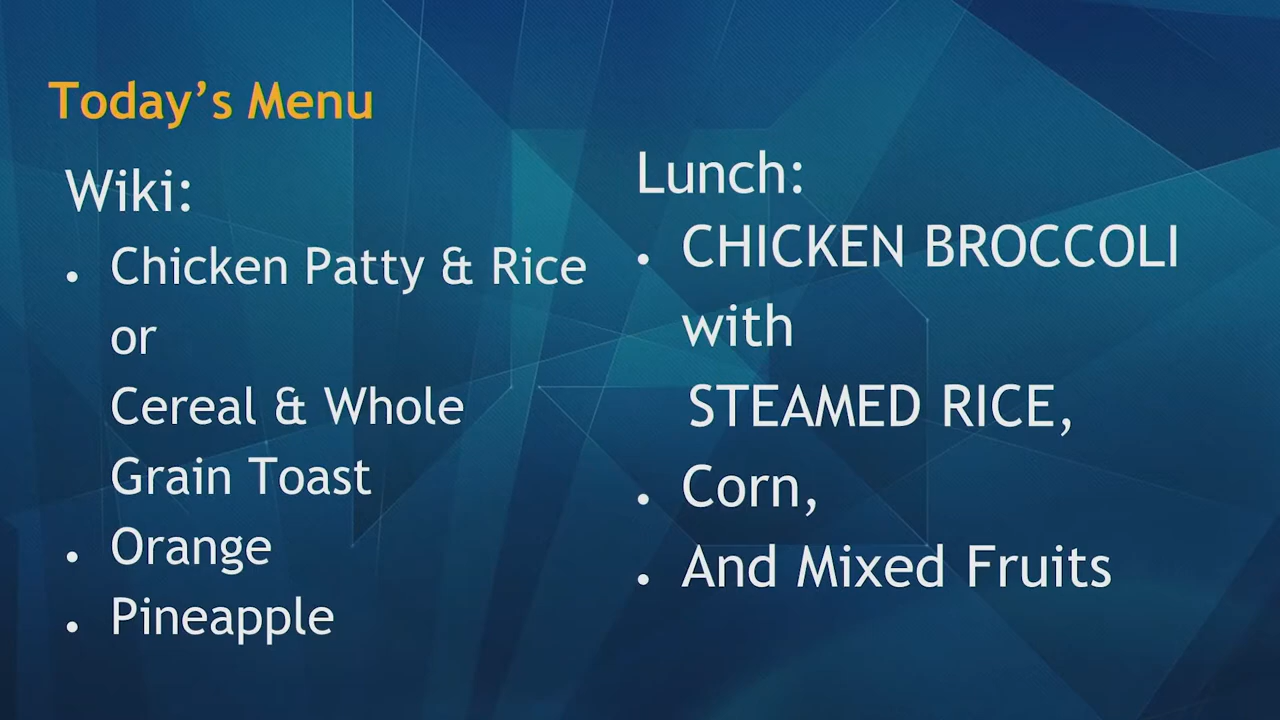 Today’s Menu
Wiki:
• Chicken Patty & Rice
or
Cereal & Whole
Grain Toast
• Orange
• Pineapple
Lunch:
• CHICKEN BROCCOLI
with
STEAMED RICE,
• Corn,
• And Mixed Fruits